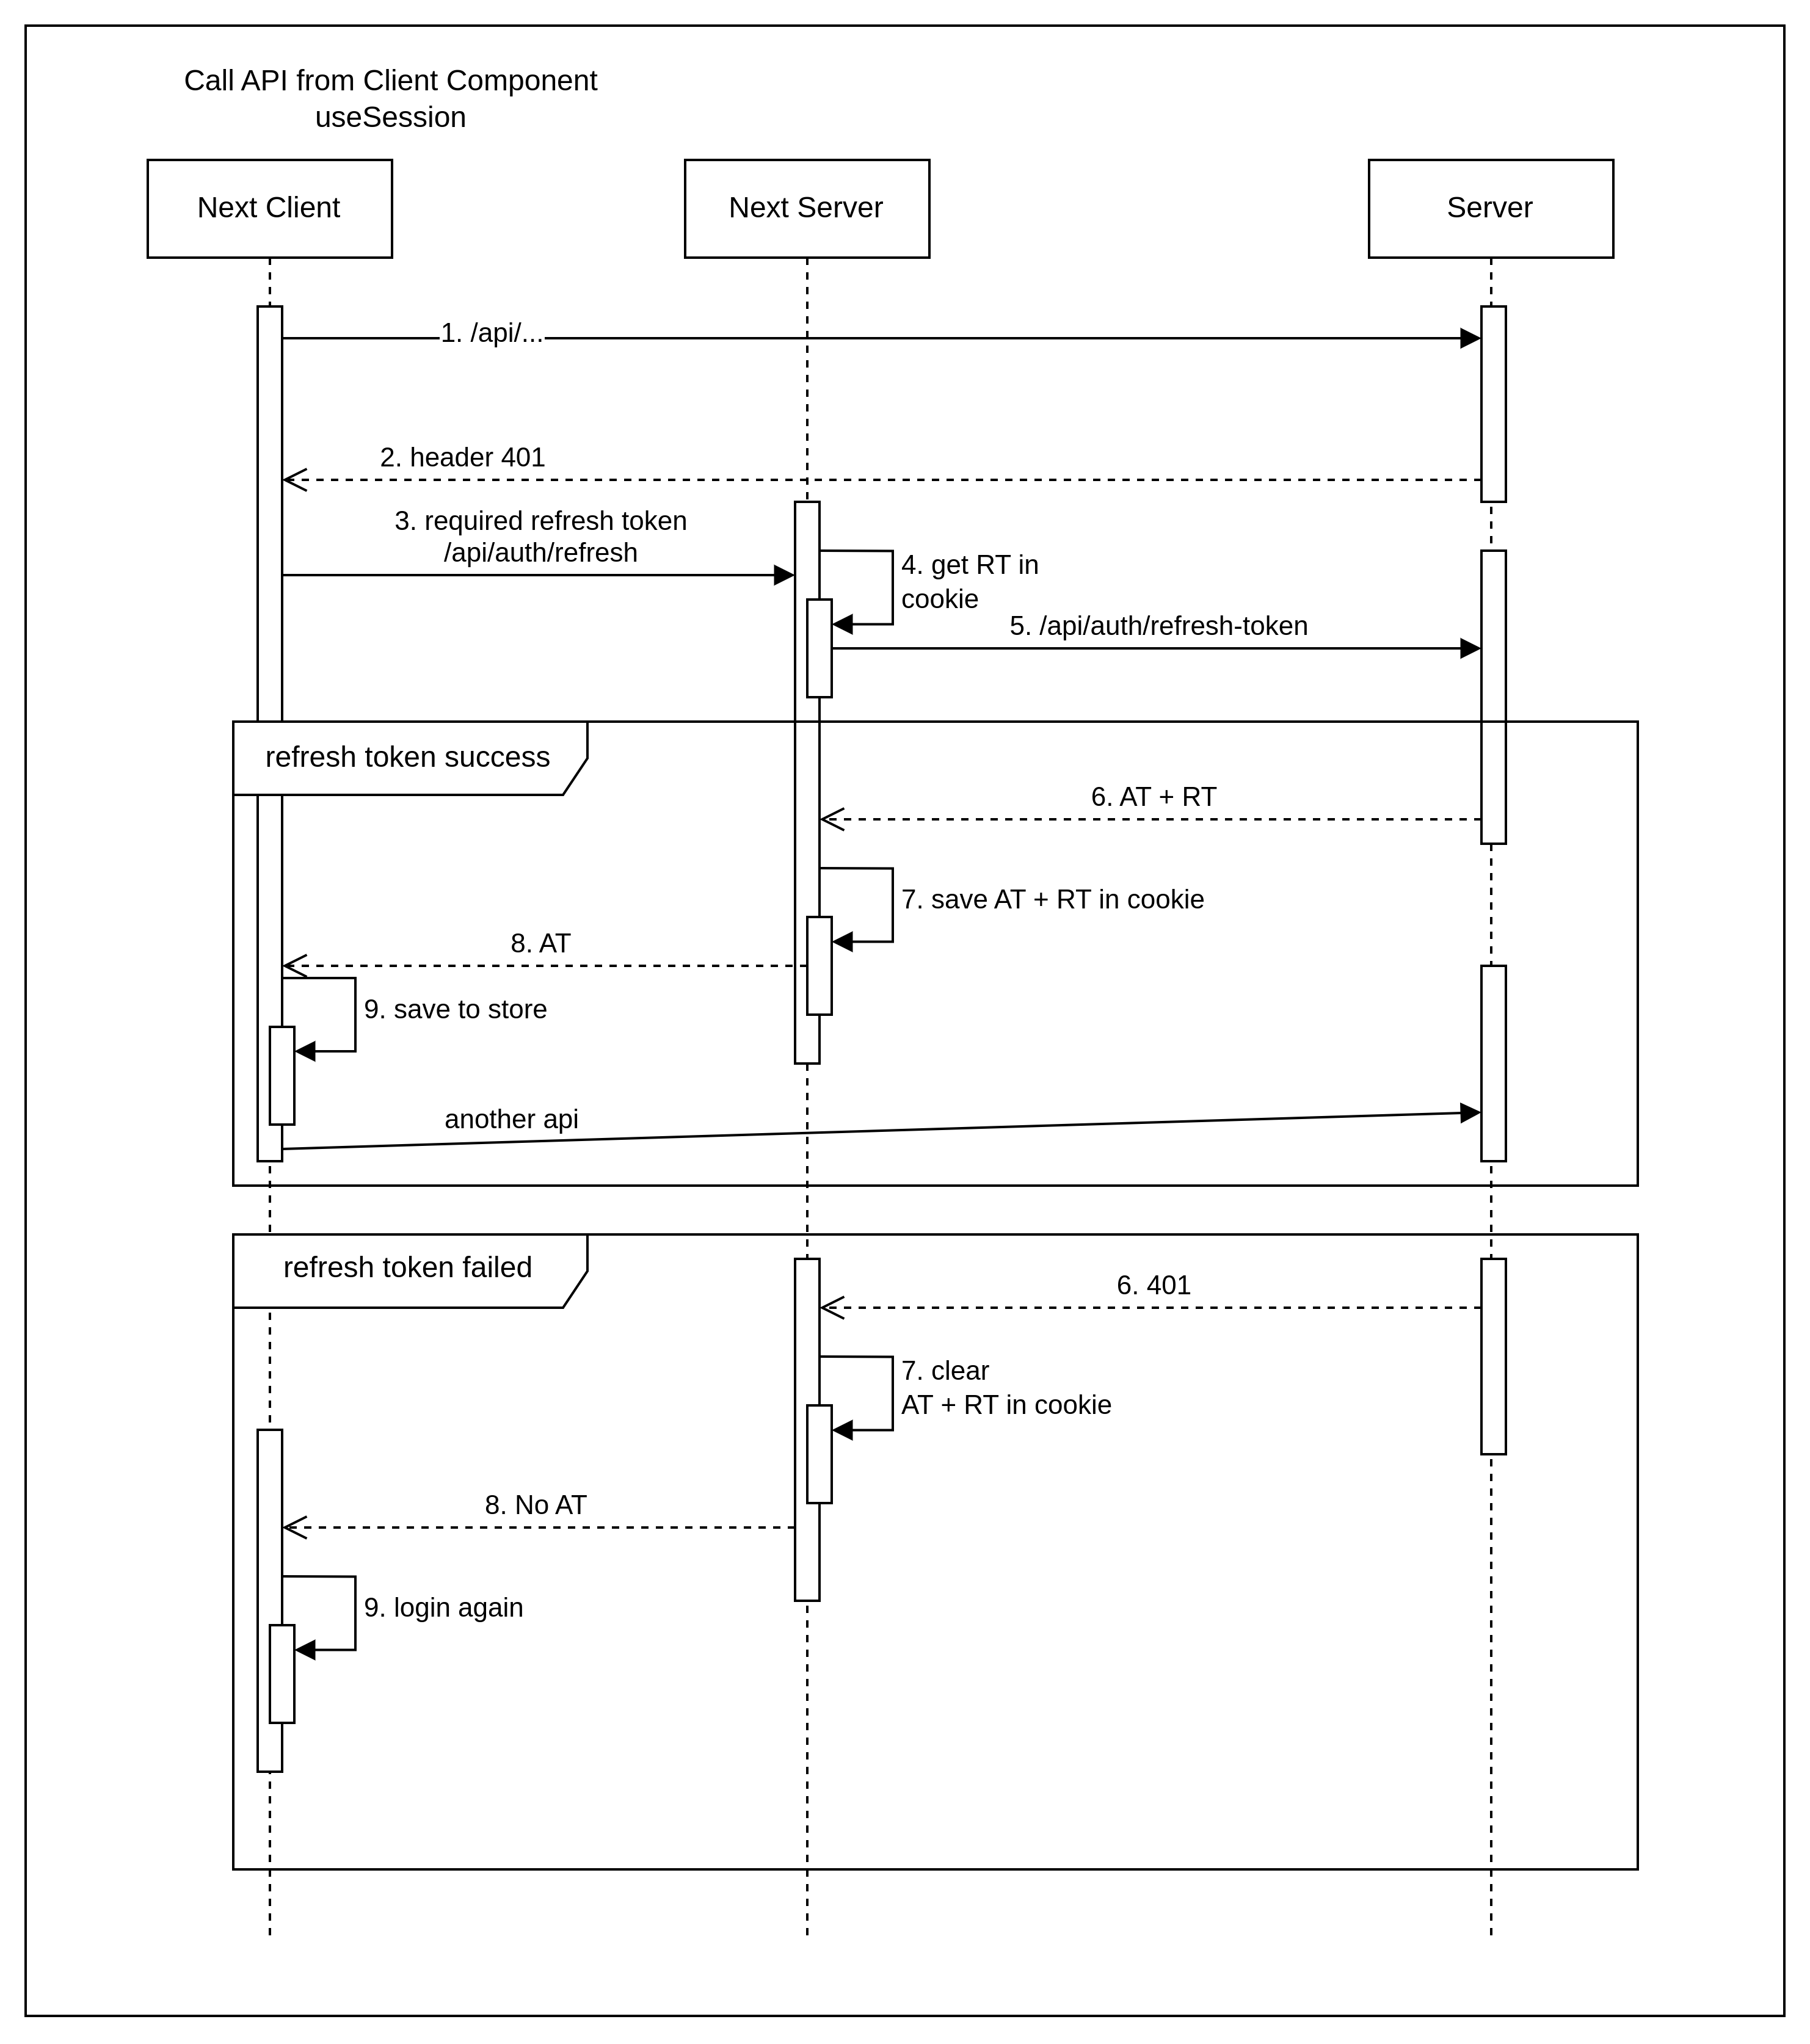 Call API from Client Component
useSession
Next Client
Next Server
Server
1. /api/...
2. header 401
3. required refresh token
/api/auth/refresh
4. get RT in
cookie
5. /api/auth/refresh-token
refresh token success
6. AT + RT
7. save AT + RT in cookie
8. AT
9. save to store
another api
refresh token failed
6. 401
7. clear
AT + RT in cookie
8. No AT
9. login again